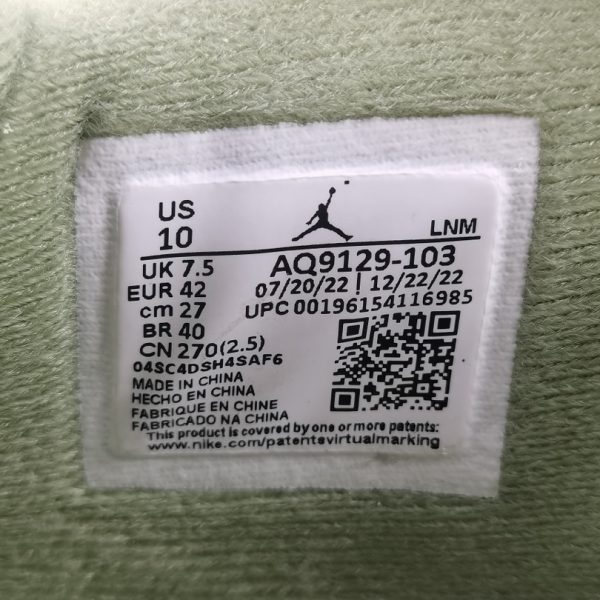 US
10
LNM
UK 7.5
EUR 42
cm 27
BR 40
CN 270(2.5)
AQ9129-103
07/20/22 | 12/22/22
UPC 00196154116985
04SC4DSH4SAF6
MADE IN CHINA
HECHO EN CHINA
FABRIQUE EN CHINE
FABRICADO NA CHINA
This product is covered by one or more patents:
www.nike.com/patentsvirtualmarking